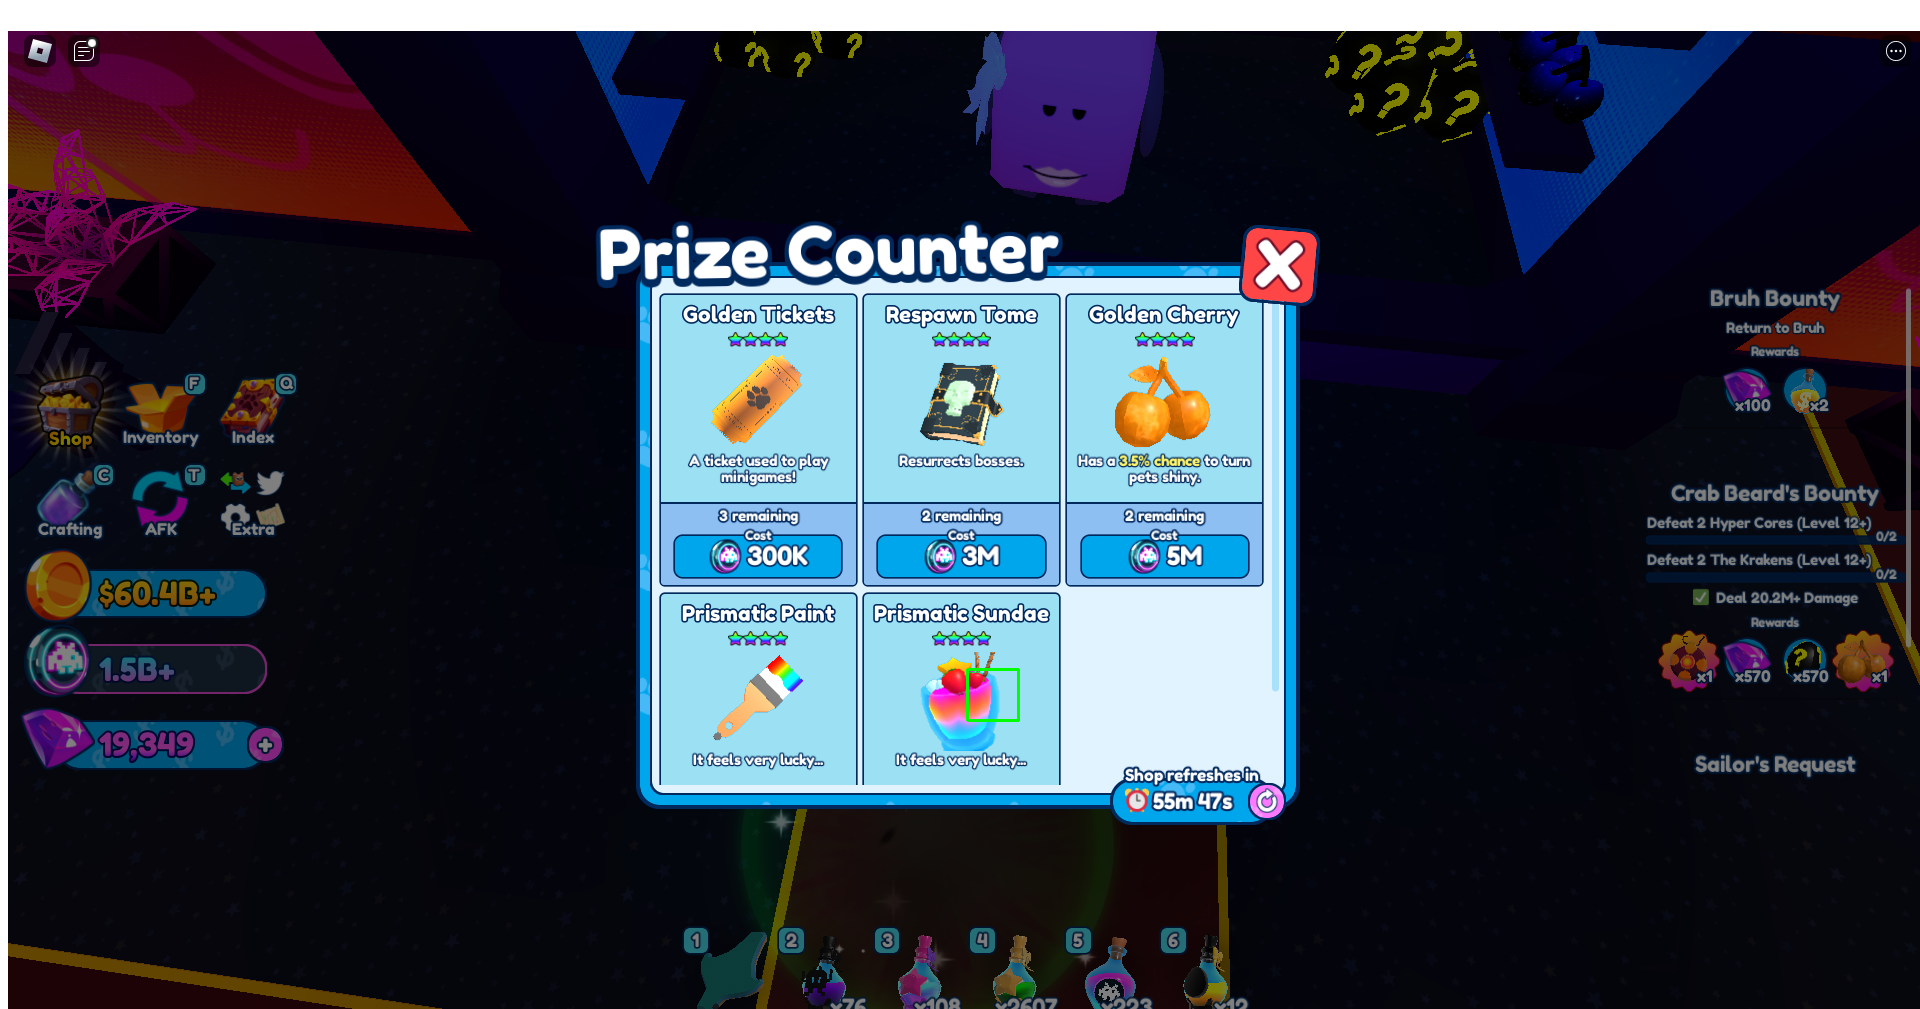 Prize Counter
Golden Tickets
A ticket used to play
minigames!
3 remaining
Cost
300K
Respawn Tome
Resurrects bosses.
2 remaining
Cost
3M
Golden Cherry
Has a 3.5% chance to turn
pets shiny.
2 remaining
Cost
5M
Prismatic Paint
It feels very lucky...
Prismatic Sundae
It feels very lucky...
Shop refreshes in
55m 47s
Shop
F
Inventory
Q
Index
C
Crafting
T
AFK
Extra
$60.4B+
1.5B+
19,349
+
Bruh Bounty
Return to Bruh
Rewards
x100
x2
Crab Beard's Bounty
Defeat 2 Hyper Cores (Level 12+)
0/2
Defeat 2 The Krakens (Level 12+)
0/2
✅ Deal 20.2M+ Damage
Rewards
x1
x570
?
x570
x1
Sailor's Request
1
2
x76
3
x108
4
x2607
5
x223
6
x12